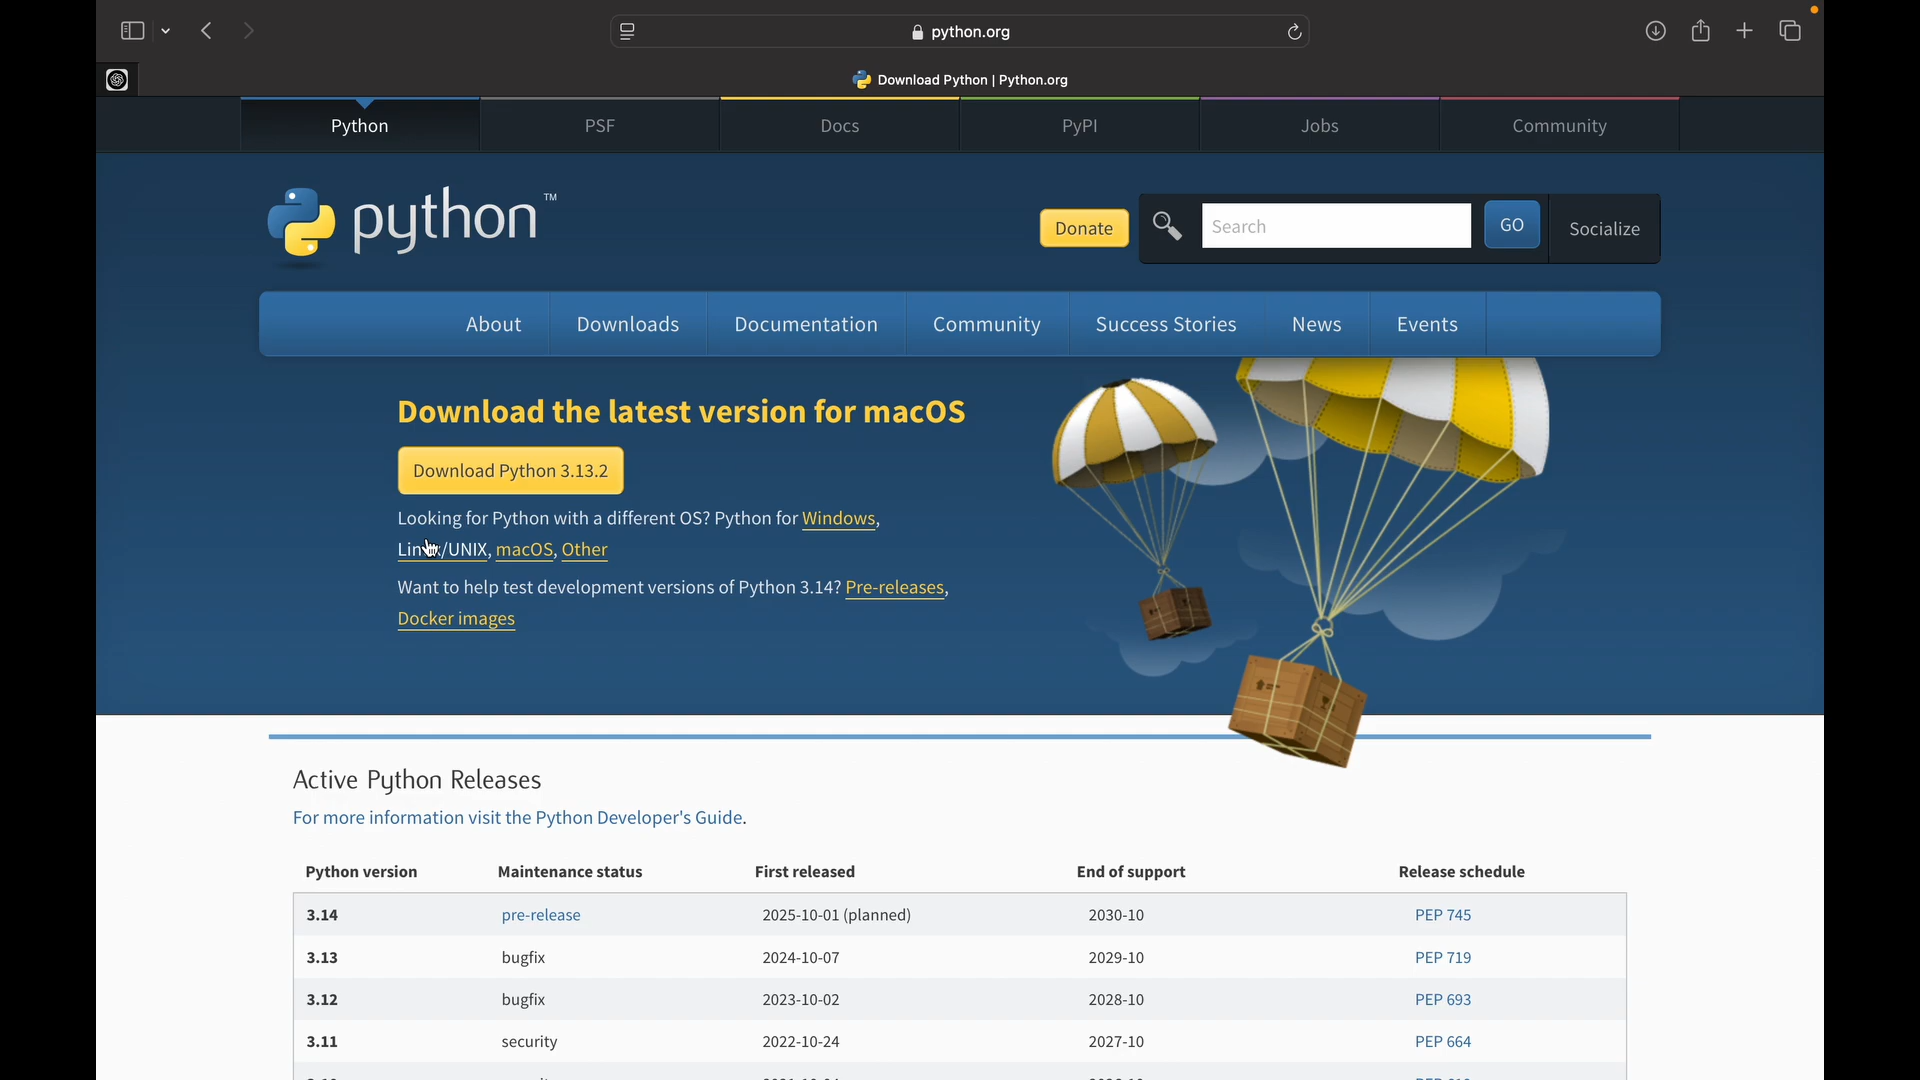 python.org
Download Python | Python.org
Python PSF Docs PyPI Jobs Community
python™
Donate Search GO Socialize
About Downloads Documentation Community Success Stories News Events
Download the latest version for macOS
Download Python 3.13.2
Looking for Python with a different OS? Python for Windows,
Linux/UNIX, macOS, Other
Want to help test development versions of Python 3.14? Pre-releases,
Docker images
Active Python Releases
For more information visit the Python Developer's Guide.
Python version Maintenance status First released End of support Release schedule
3.14 pre-release 2025-10-01 (planned) 2030-10 PEP 745
3.13 bugfix 2024-10-07 2029-10 PEP 719
3.12 bugfix 2023-10-02 2028-10 PEP 693
3.11 security 2022-10-24 2027-10 PEP 664